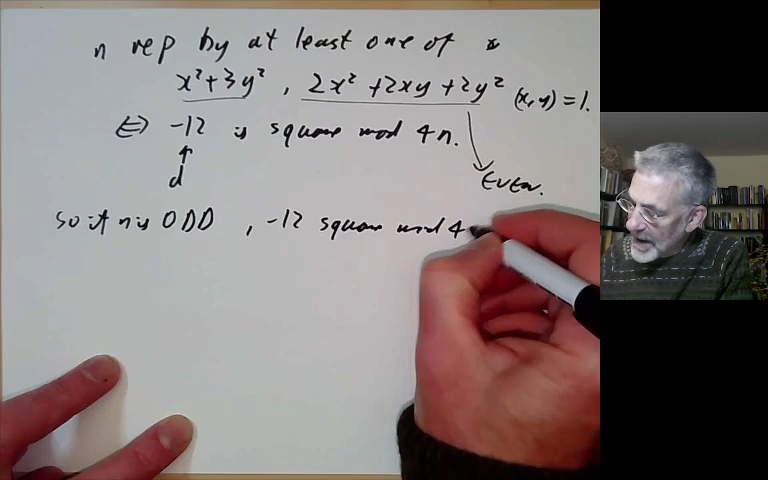 n rep by at least one of
x² + 3y² , 2x² + 2xy + 2y² (x, y) = 1.
⇔ -12 is square mod 4n.
↑
d
EVEN.
so if n is ODD , -12 square mod 4